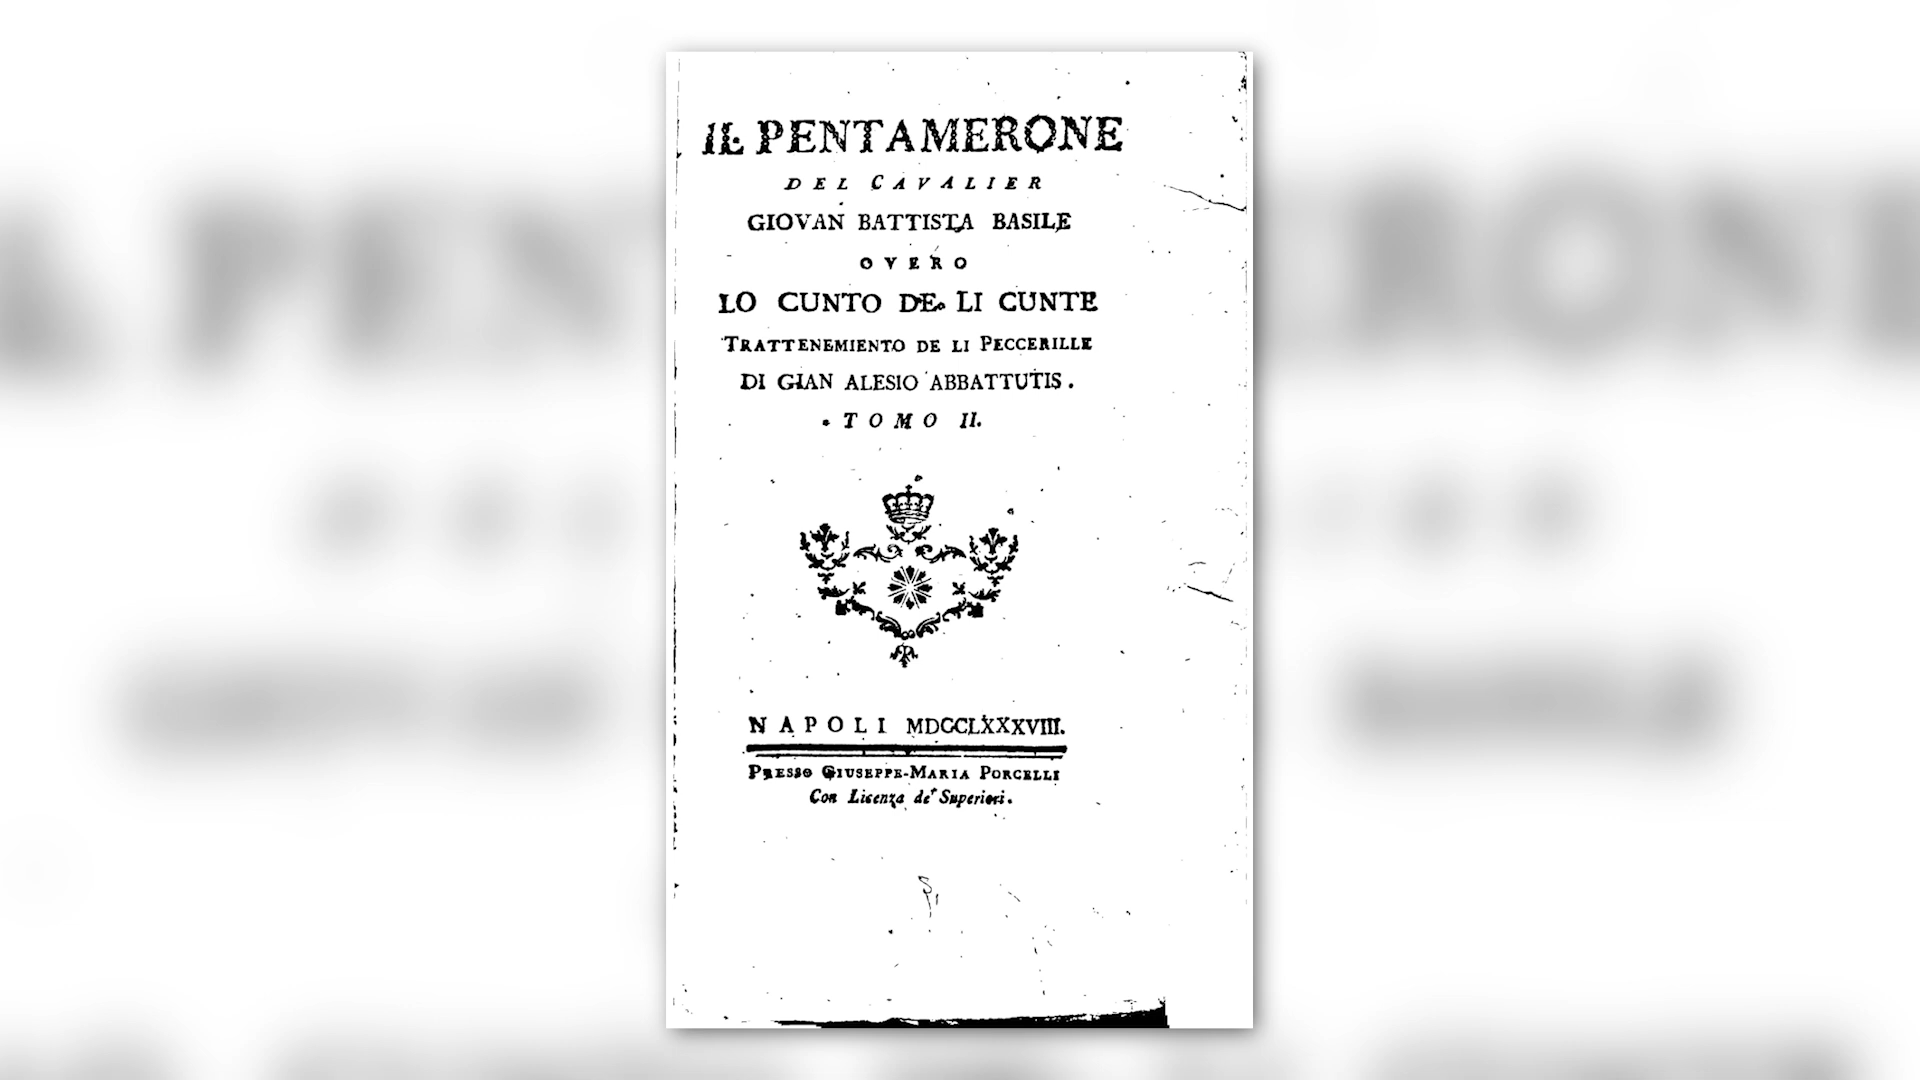 IL PENTAMERONE
DEL CAVALIER
GIOVAN BATTISTA BASILE
OVERO
LO CUNTO DE LI CUNTE
TRATTENEMIENTO DE LI PECCERILLE
DI GIAN ALESIO ABBATTUTIS.
TOMO II.
NAPOLI MDCCLXXXVIII.
PRESSO GIUSEPPE-MARIA PORCELLI
Con Licenza de' Superiori.